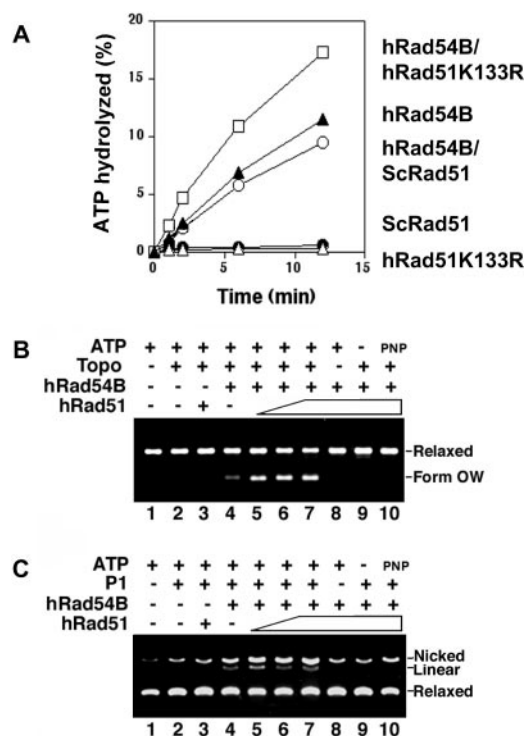 A
ATP hydrolyzed (%)
20
15
10
5
0
0 5 10 15
Time (min)
hRad54B/
hRad51K133R
hRad54B
hRad54B/
ScRad51
ScRad51
hRad51K133R
B
ATP + + + + + + + + - PNP
Topo - + + + + + + - + +
hRad54B - - - + + + + + + +
hRad51 - - + -
Relaxed
Form OW
1 2 3 4 5 6 7 8 9 10
C
ATP + + + + + + + + - PNP
P1 - + + + + + + - + +
hRad54B - - - + + + + + + +
hRad51 - - + -
Nicked
Linear
Relaxed
1 2 3 4 5 6 7 8 9 10